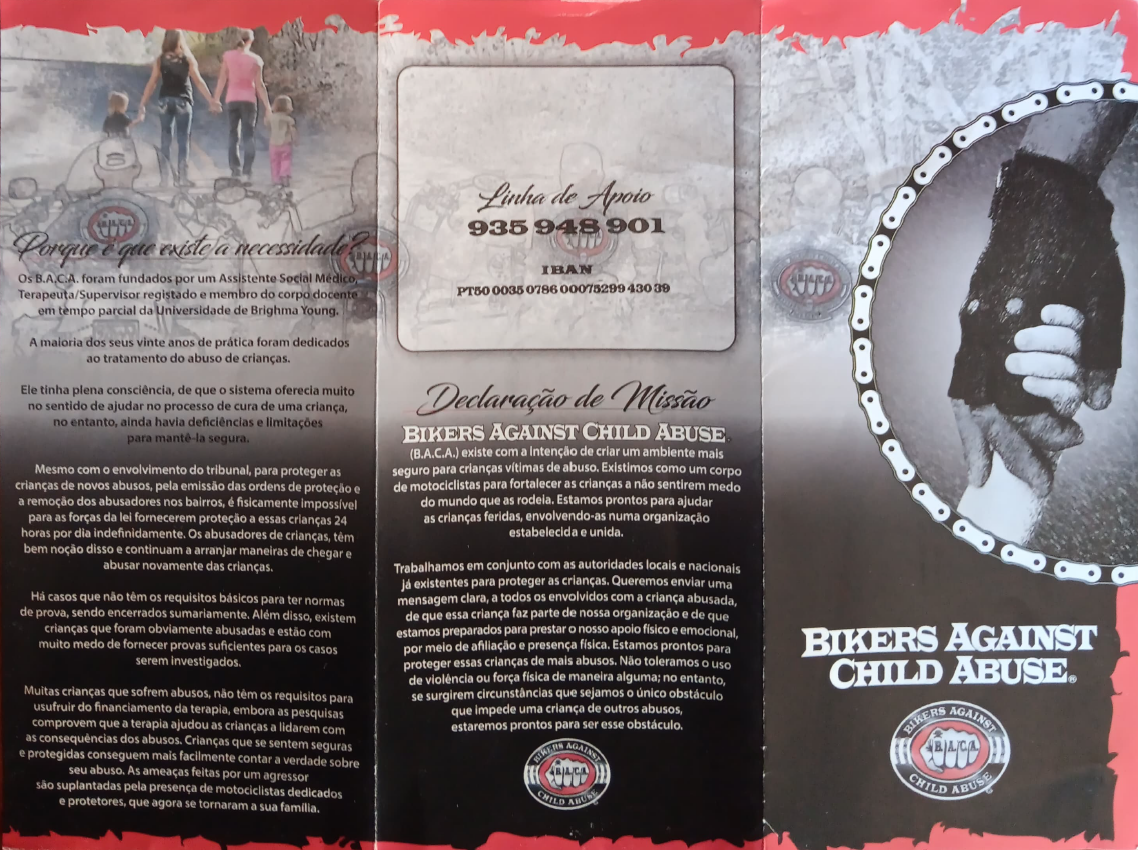 Porque é que existe a necessidade?
Os B.A.C.A. foram fundados por um Assistente Social Médico,
Terapeuta/Supervisor registado e membro do corpo docente
em tempo parcial da Universidade de Brighma Young.
A maioria dos seus vinte anos de prática foram dedicados
ao tratamento do abuso de crianças.
Ele tinha plena consciência, de que o sistema oferecia muito
no sentido de ajudar no processo de cura de uma criança,
no entanto, ainda havia deficiências e limitações
para mantê-la segura.
Mesmo com o envolvimento do tribunal, para proteger as
crianças de novos abusos, pela emissão das ordens de proteção e
a remoção dos abusadores nos bairros, é fisicamente impossível
para as forças da lei fornecerem proteção a essas crianças 24
horas por dia indefinidamente. Os abusadores de crianças, têm
bem noção disso e continuam a arranjar maneiras de chegar e
abusar novamente das crianças.
Há casos que não têm os requisitos básicos para ter normas
de prova, sendo encerrados sumariamente. Além disso, existem
crianças que foram obviamente abusadas e estão com
muito medo de fornecer provas suficientes para os casos
serem investigados.
Muitas crianças que sofrem abusos, não têm os requisitos para
usufruir do financiamento da terapia, embora as pesquisas
comprovem que a terapia ajudou as crianças a lidarem com
as consequências dos abusos. Crianças que se sentem seguras
e protegidas conseguem mais facilmente contar a verdade sobre
seu abuso. As ameaças feitas por um agressor
são suplantadas pela presença de motociclistas dedicados
e protetores, que agora se tornaram a sua família.
Linha de Apoio
935 948 901
IBAN
PT50 0035 0786 00075299 430 39
Declaração de Missão
BIKERS AGAINST CHILD ABUSE®
(B.A.C.A.) existe com a intenção de criar um ambiente mais
seguro para crianças vítimas de abuso. Existimos como um corpo
de motociclistas para fortalecer as crianças a não sentirem medo
do mundo que as rodeia. Estamos prontos para ajudar
as crianças feridas, envolvendo-as numa organização
estabelecida e unida.
Trabalhamos em conjunto com as autoridades locais e nacionais
já existentes para proteger as crianças. Queremos enviar uma
mensagem clara, a todos os envolvidos com a criança abusada,
de que essa criança faz parte de nossa organização e de que
estamos preparados para prestar o nosso apoio físico e emocional,
por meio de afiliação e presença física. Estamos prontos para
proteger essas crianças de mais abusos. Não toleramos o uso
de violência ou força física de maneira alguma; no entanto,
se surgirem circunstâncias que sejamos o único obstáculo
que impede uma criança de outros abusos,
estaremos prontos para ser esse obstáculo.
BIKERS AGAINST
B.A.C.A.
CHILD ABUSE
BIKERS AGAINST
CHILD ABUSE®
BIKERS AGAINST
B.A.C.A.
CHILD ABUSE